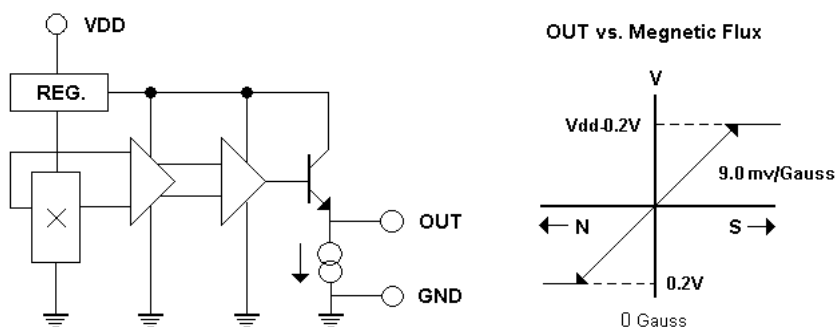 VDD
REG.
OUT
GND
OUT vs. Megnetic Flux
V
Vdd-0.2V
9.0 mv/Gauss
N
S
0.2V
0 Gauss